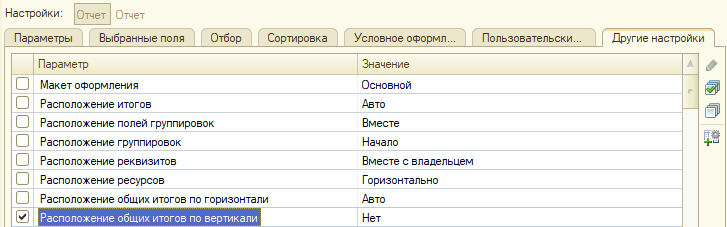 Настройки: Отчет Отчет
Параметры Выбранные поля Отбор Сортировка Условное оформл... Пользовательски... Другие настройки
Параметр Значение
Макет оформления Основной
Расположение итогов Авто
Расположение полей группировок Вместе
Расположение группировки Начало
Расположение реквизитов Вместе с владельцем
Расположение ресурсов Горизонтально
Расположение общих итогов по горизонтали Авто
Расположение общих итогов по вертикали Нет